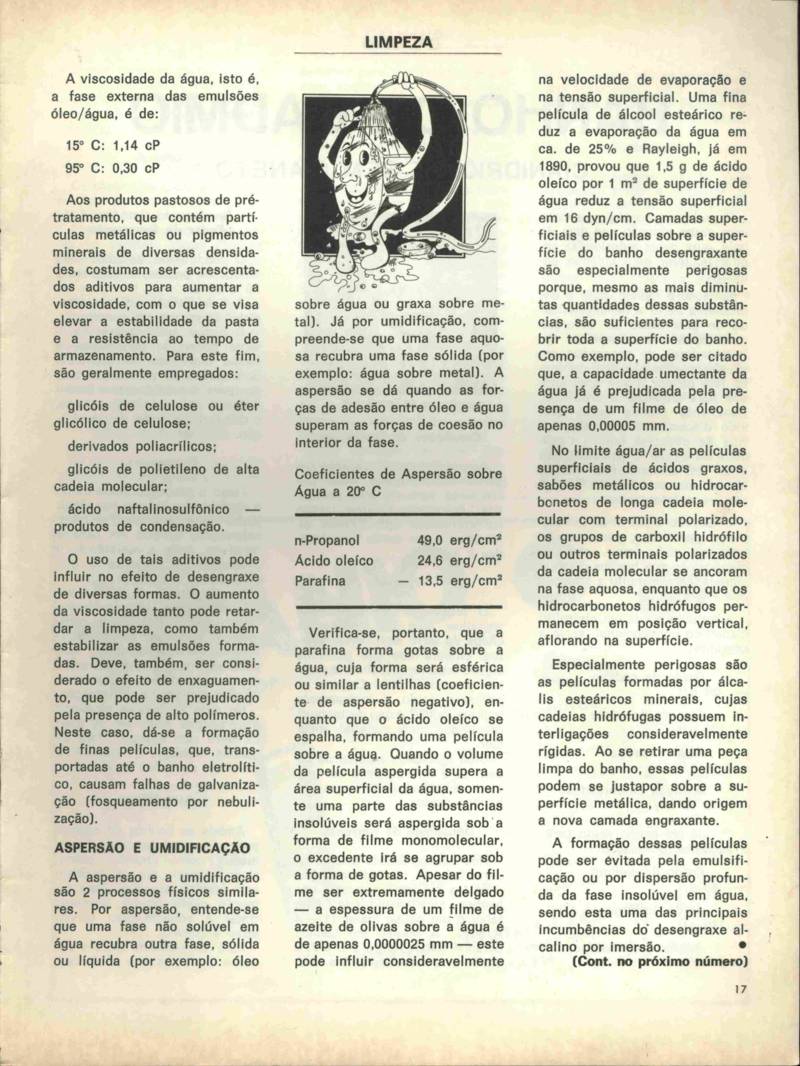 LIMPEZA
A viscosidade da água, isto é,
a fase externa das emulsões
óleo/água, é de:
15° C: 1,14 cP
95° C: 0,30 cP
Aos produtos pastosos de pré-
tratamento, que contém partí-
culas metálicas ou pigmentos
minerais de diversas densida-
des, costumam ser acrescenta-
dos aditivos para aumentar a
viscosidade, com o que se visa
elevar a estabilidade da pasta
e a resistência ao tempo de
armazenamento. Para este fim,
são geralmente empregados:
glicóis de celulose ou éter
glicólico de celulose;
derivados poliacrílicos;
glicóis de polietileno de alta
cadeia molecular;
ácido naftalinosulfônico —
produtos de condensação.
O uso de tais aditivos pode
influir no efeito de desengraxe
de diversas formas. O aumento
da viscosidade tanto pode retar-
dar a limpeza, como também
estabilizar as emulsões forma-
das. Deve, também, ser consi-
derado o efeito de enxaguamen-
to, que pode ser prejudicado
pela presença de alto polímeros.
Neste caso, dá-se a formação
de finas películas, que, trans-
portadas até o banho eletrolíti-
co, causam falhas de galvaniza-
ção (fosqueamento por nebuli-
zação).
ASPERSÃO E UMIDIFICAÇÃO
A aspersão e a umidificação
são 2 processos físicos simila-
res. Por aspersão, entende-se
que uma fase não solúvel em
água recubra outra fase, sólida
ou líquida (por exemplo: óleo
sobre água ou graxa sobre me-
tal). Já por umidificação, com-
preende-se que uma fase aquo-
sa recubra uma fase sólida (por
exemplo: água sobre metal). A
aspersão se dá quando as for-
ças de adesão entre óleo e água
superam as forças de coesão no
interior da fase.
Coeficientes de Aspersão sobre
Água a 20° C
n-Propanol 49,0 erg/cm²
Ácido oleíco 24,6 erg/cm²
Parafina — 13,5 erg/cm²
Verifica-se, portanto, que a
parafina forma gotas sobre a
água, cuja forma será esférica
ou similar a lentilhas (coeficien-
te de aspersão negativo), en-
quanto que o ácido oleíco se
espalha, formando uma película
sobre a água. Quando o volume
da película aspergida supera a
área superficial da água, somen-
te uma parte das substâncias
insolúveis será aspergida sob a
forma de filme monomolecular,
o excedente irá se agrupar sob
a forma de gotas. Apesar do fil-
me ser extremamente delgado
— a espessura de um filme de
azeite de olivas sobre a água é
de apenas 0,0000025 mm — este
pode influir consideravelmente
na velocidade de evaporação e
na tensão superficial. Uma fina
película de álcool esteárico re-
duz a evaporação da água em
ca. de 25% e Rayleigh, já em
1890, provou que 1,5 g de ácido
oleíco por 1 m² de superfície de
água reduz a tensão superficial
em 16 dyn/cm. Camadas super-
ficiais e películas sobre a super-
fície do banho desengraxante
são especialmente perigosas
porque, mesmo as mais diminu-
tas quantidades dessas substân-
cias, são suficientes para reco-
brir toda a superfície do banho.
Como exemplo, pode ser citado
que, a capacidade umectante da
água já é prejudicada pela pre-
sença de um filme de óleo de
apenas 0,00005 mm.
No limite água/ar as películas
superficiais de ácidos graxos,
sabões metálicos ou hidrocar-
bonetos de longa cadeia mole-
cular com terminal polarizado,
os grupos de carboxil hidrófilo
ou outros terminais polarizados
da cadeia molecular se ancoram
na fase aquosa, enquanto que os
hidrocarbonetos hidrófugos per-
manecem em posição vertical,
aflorando na superfície.
Especialmente perigosas são
as películas formadas por álca-
lis esteáricos minerais, cujas
cadeias hidrófugas possuem in-
terligações consideravelmente
rígidas. Ao se retirar uma peça
limpa do banho, essas películas
podem se justapor sobre a su-
perfície metálica, dando origem
a nova camada engraxante.
A formação dessas películas
pode ser evitada pela emulsifi-
cação ou por dispersão profun-
da da fase insolúvel em água,
sendo esta uma das principais
incumbências do desengraxe al-
calino por imersão. ●
(Cont. no próximo número)
17